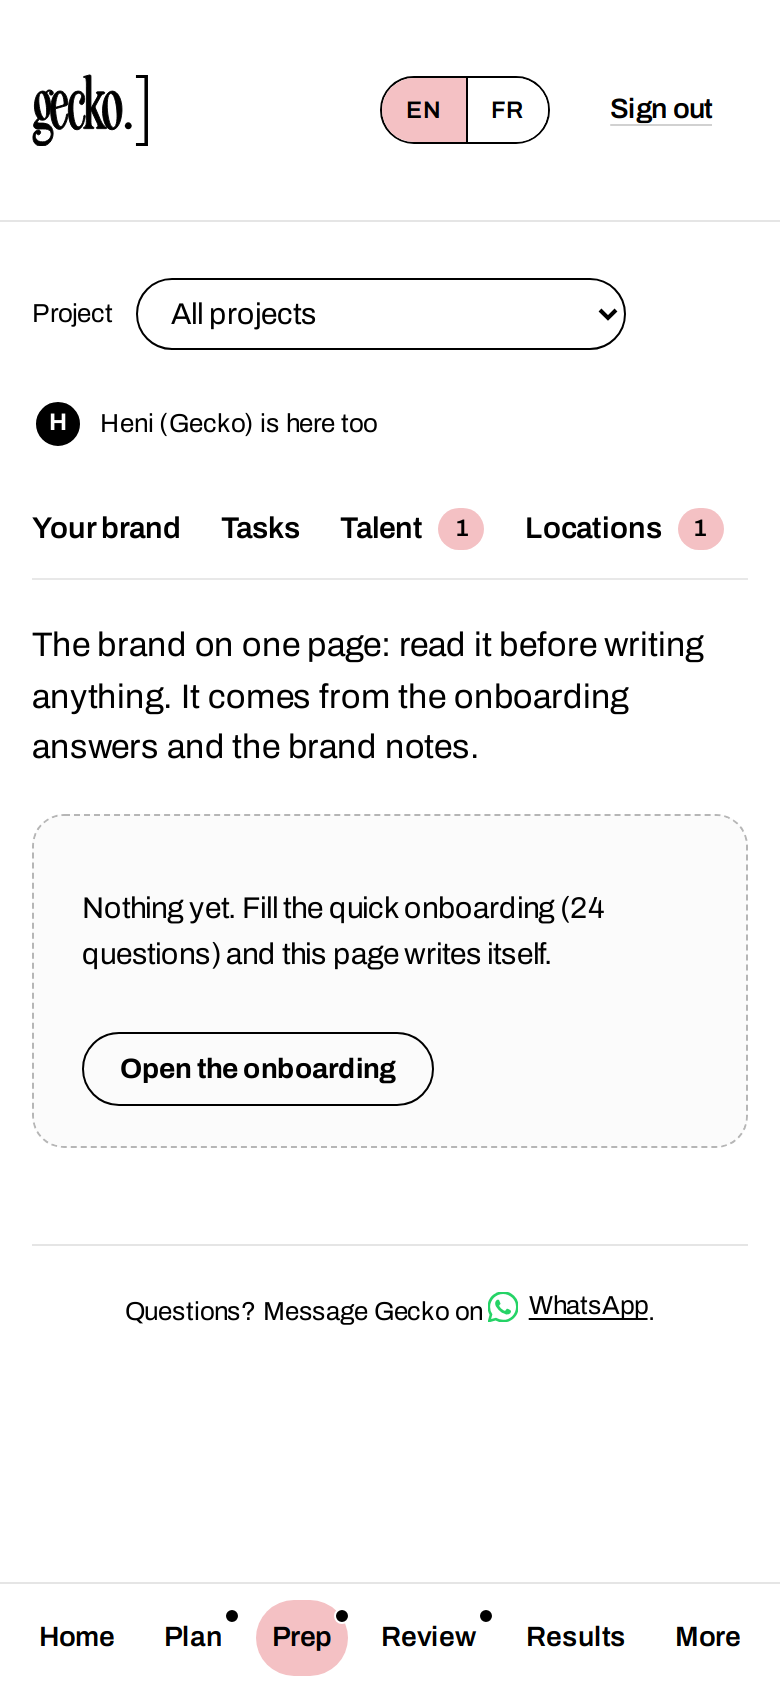 gecko.]
EN FR Sign out
Project All projects
H Heni (Gecko) is here too
Your brand Tasks Talent 1 Locations 1
The brand on one page: read it before writing
anything. It comes from the onboarding
answers and the brand notes.
Nothing yet. Fill the quick onboarding (24
questions) and this page writes itself.
Open the onboarding
Questions? Message Gecko on WhatsApp.
Home Plan Prep Review Results More